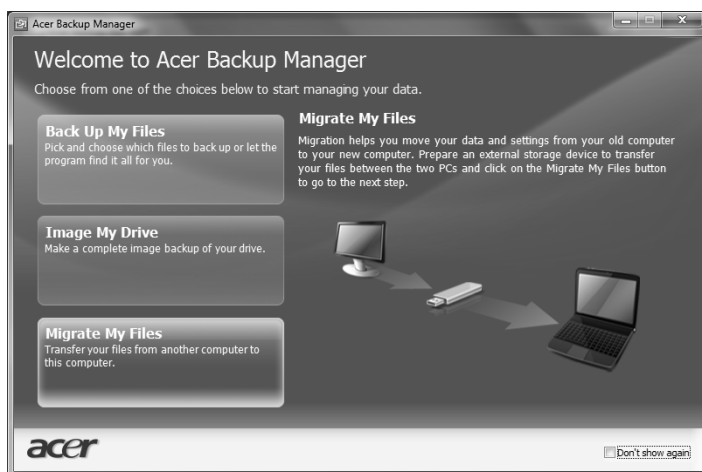 Acer Backup Manager
Welcome to Acer Backup Manager
Choose from one of the choices below to start managing your data.
Back Up My Files
Pick and choose which files to back up or let the
program find it all for you.
Image My Drive
Make a complete image backup of your drive.
Migrate My Files
Transfer your files from another computer to
this computer.
Migrate My Files
Migration helps you move your data and settings from your old computer
to your new computer. Prepare an external storage device to transfer
your files between the two PCs and click on the Migrate My Files button
to go to the next step.
acer
Don't show again